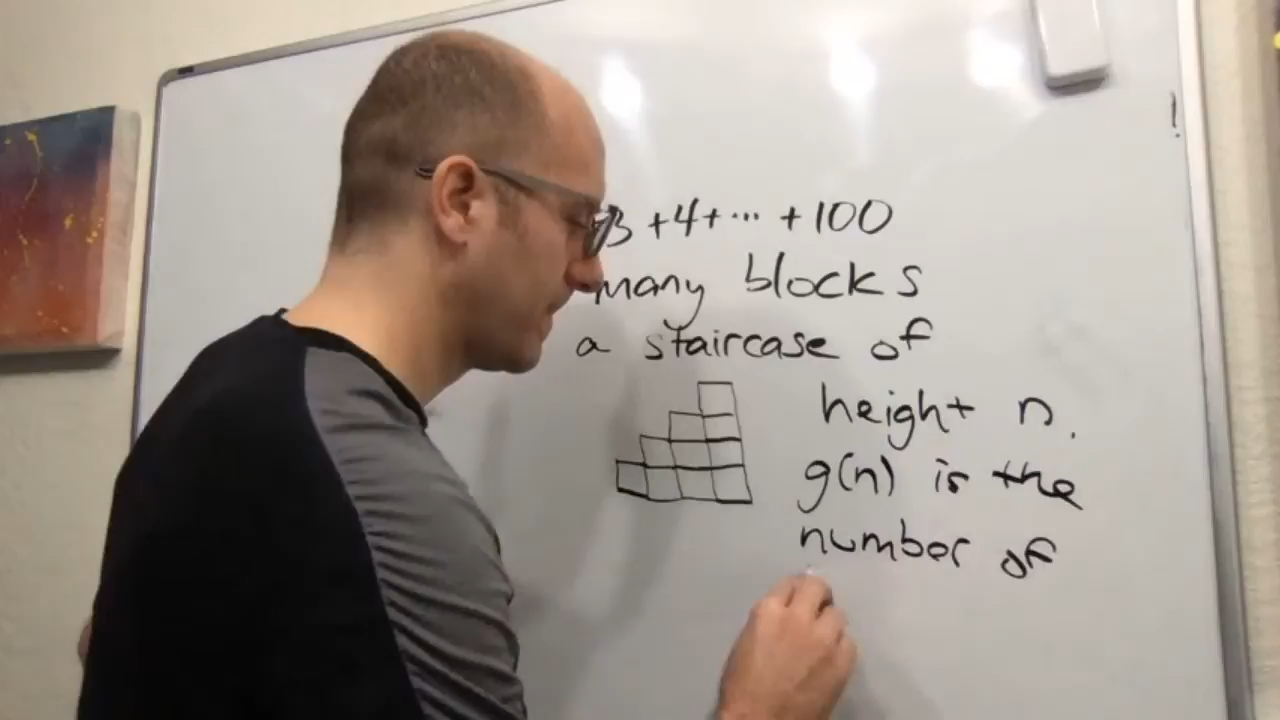 3 +4+ ... +100
many blocks
a staircase of
height n.
g(n) is the
number of
!